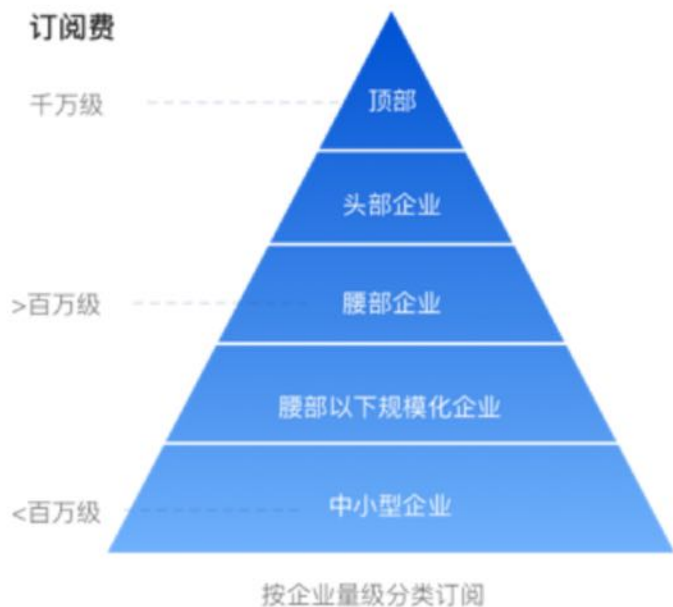 订阅费
千万级
顶部
头部企业
>百万级
腰部企业
腰部以下规模化企业
<百万级
中小型企业
按企业量级分类订阅